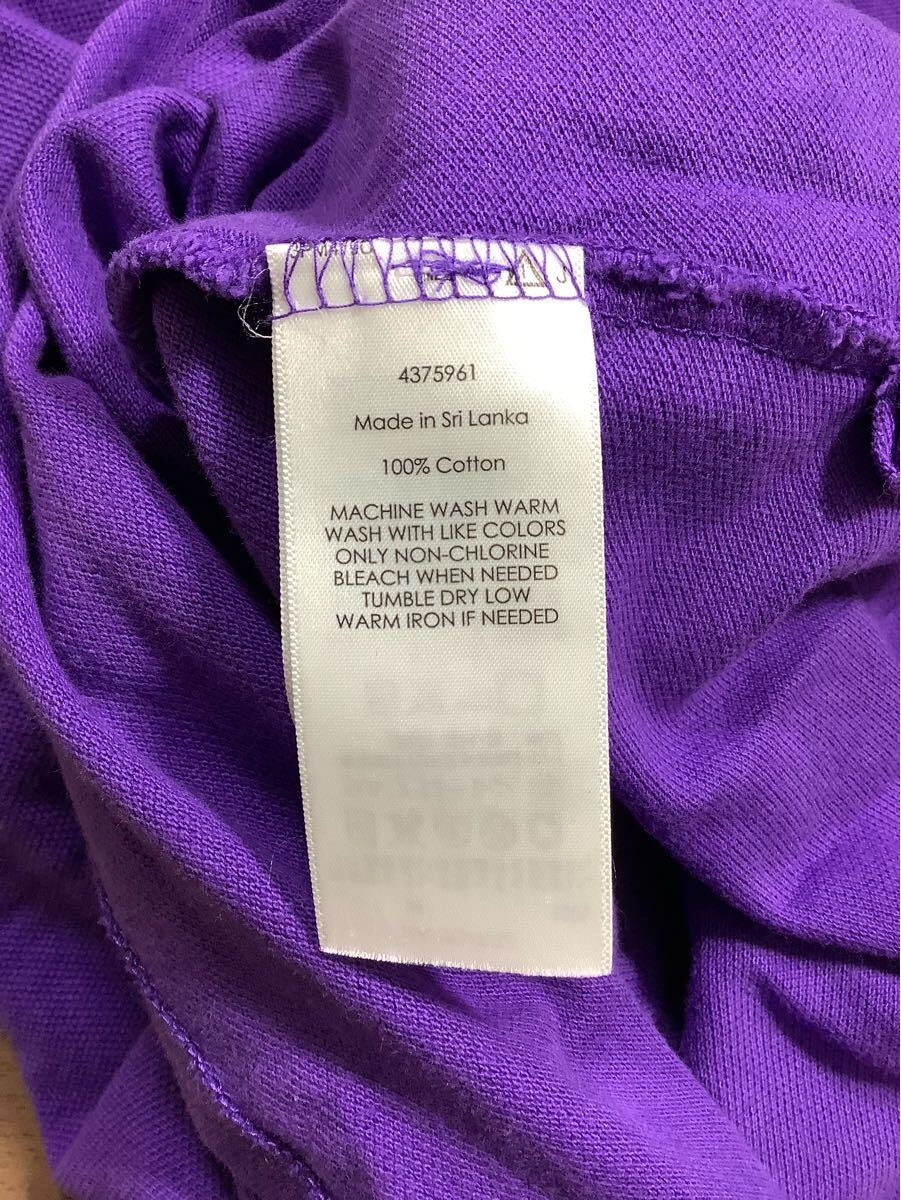 4375961
Made in Sri Lanka
100% Cotton
MACHINE WASH WARM
WASH WITH LIKE COLORS
ONLY NON-CHLORINE
BLEACH WHEN NEEDED
TUMBLE DRY LOW
WARM IRON IF NEEDED